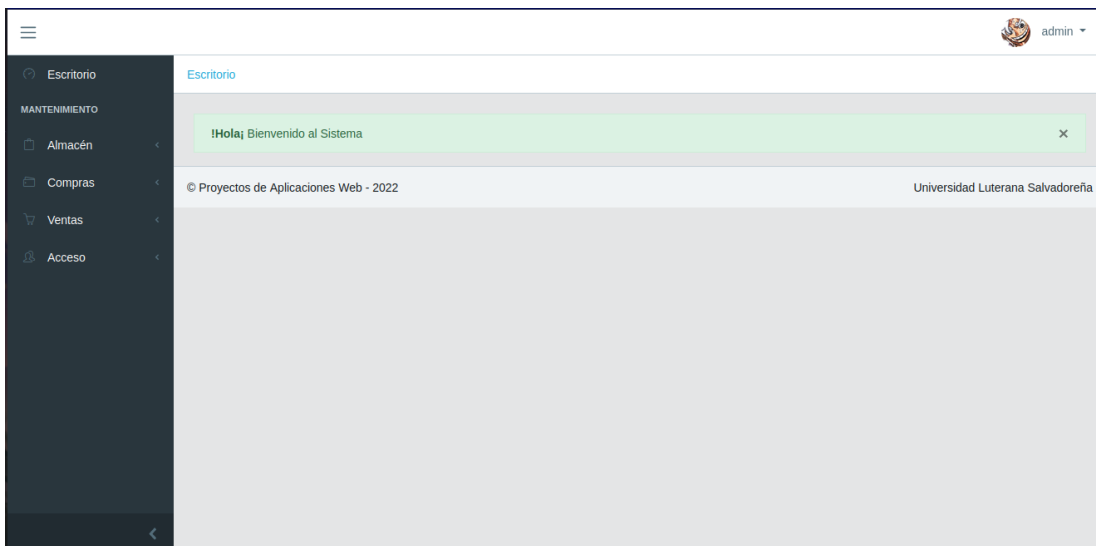 admin
Escritorio
Escritorio
MANTENIMIENTO
!Hola¡ Bienvenido al Sistema
Almacén
Compras
© Proyectos de Aplicaciones Web - 2022
Universidad Luterana Salvadoreña
Ventas
Acceso